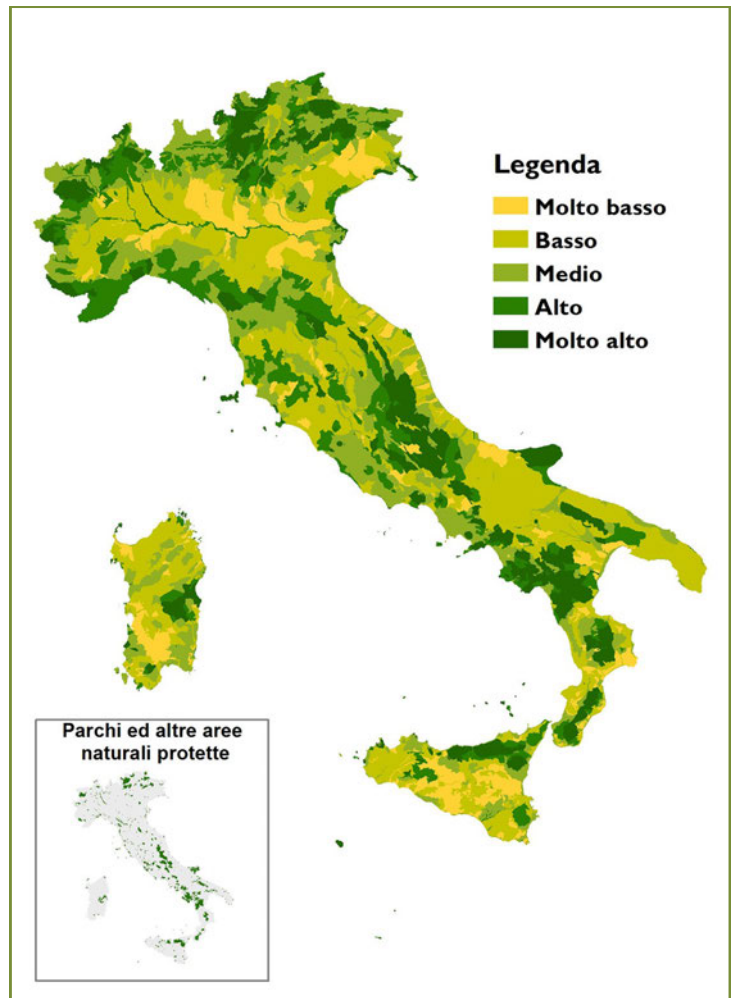 Legenda
Molto basso
Basso
Medio
Alto
Molto alto
Parchi ed altre aree
naturali protette